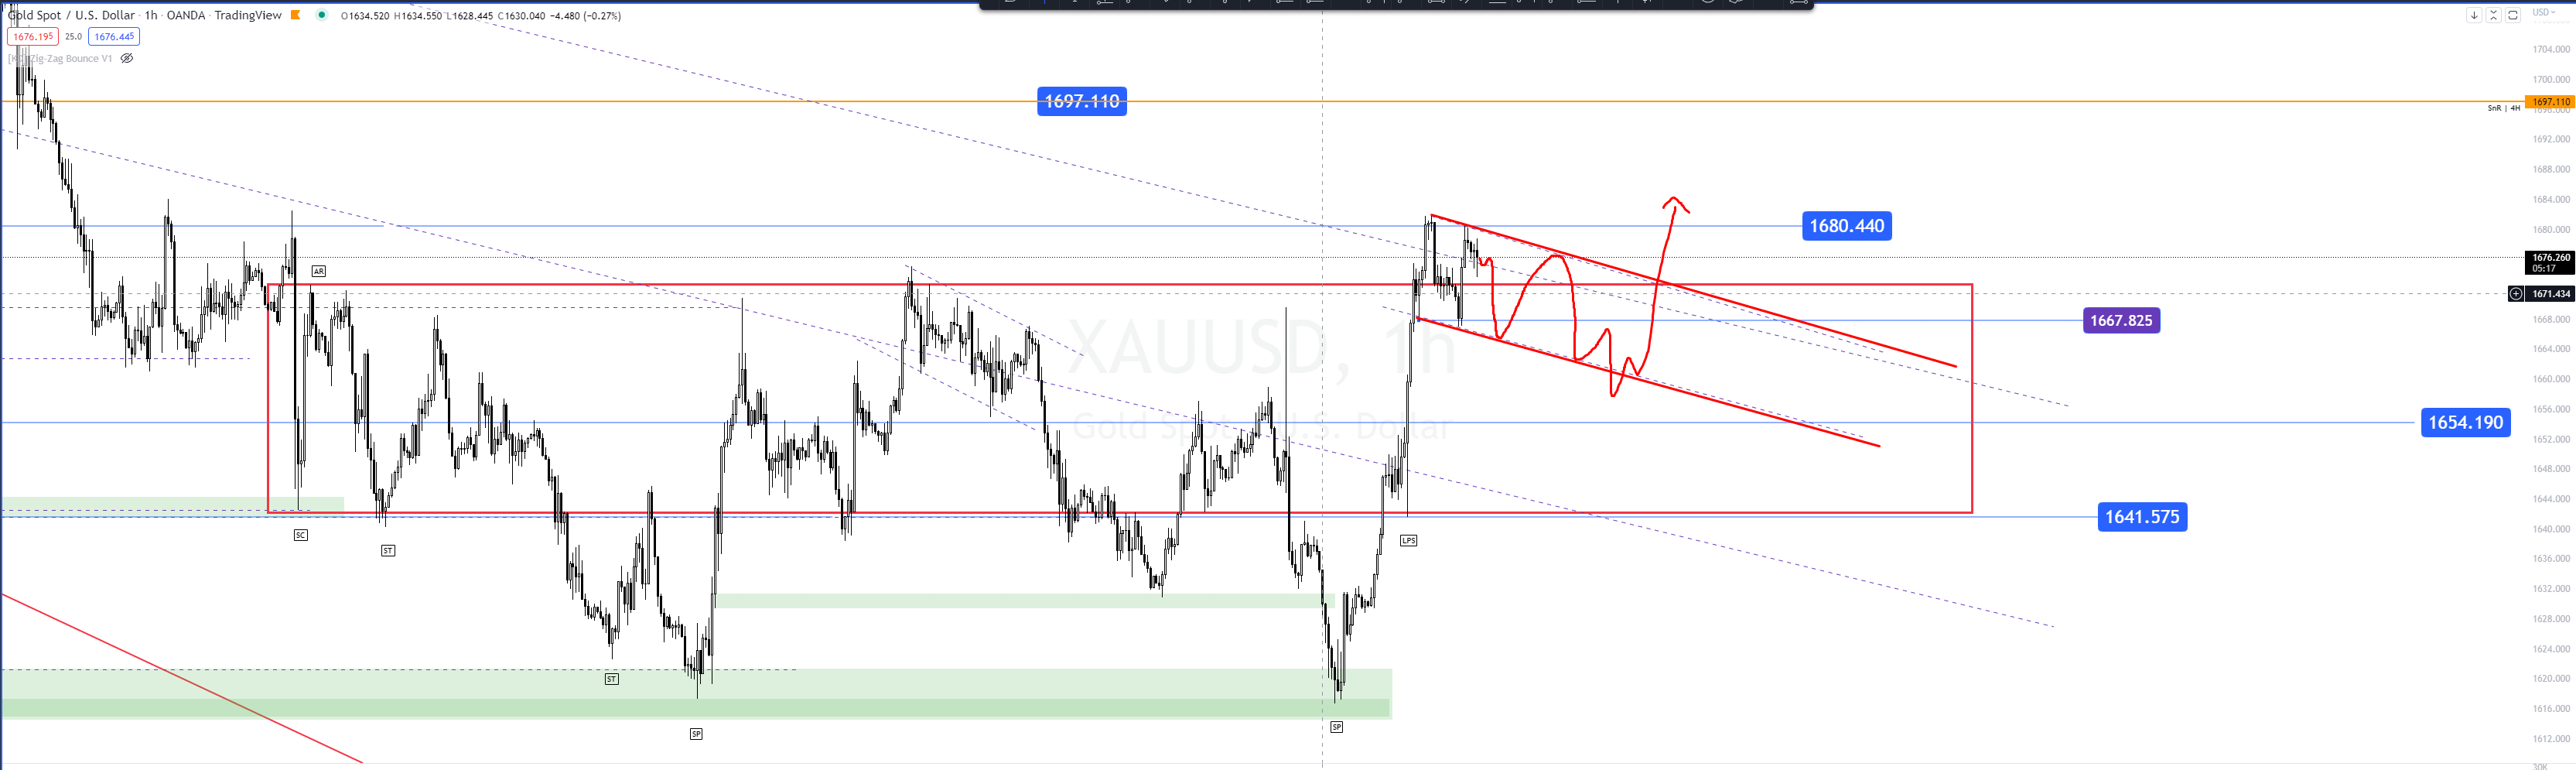 Gold Spot / U.S. Dollar · 1h · OANDA · TradingView O1634.520 H1634.550 L1628.445 C1630.040 −4.480 (−0.27%)
1676.195 25.0 1676.445
Zig-Zag Bounce V1
USD
1704.000
1700.000
1697.110
1697.110
SnR | 4H
1696.000
1692.000
1688.000
1684.000
1680.440
1680.000
1676.260
05:17
AR
1671.434
XAUUSD, 1h
Gold Spot / U.S. Dollar
1667.825
1668.000
1664.000
1660.000
1656.000
1654.190
1652.000
1648.000
1644.000
1641.575
1640.000
SC
LPS
ST
1636.000
1632.000
1628.000
1624.000
ST
1620.000
1616.000
SP
SP
1612.000
30K